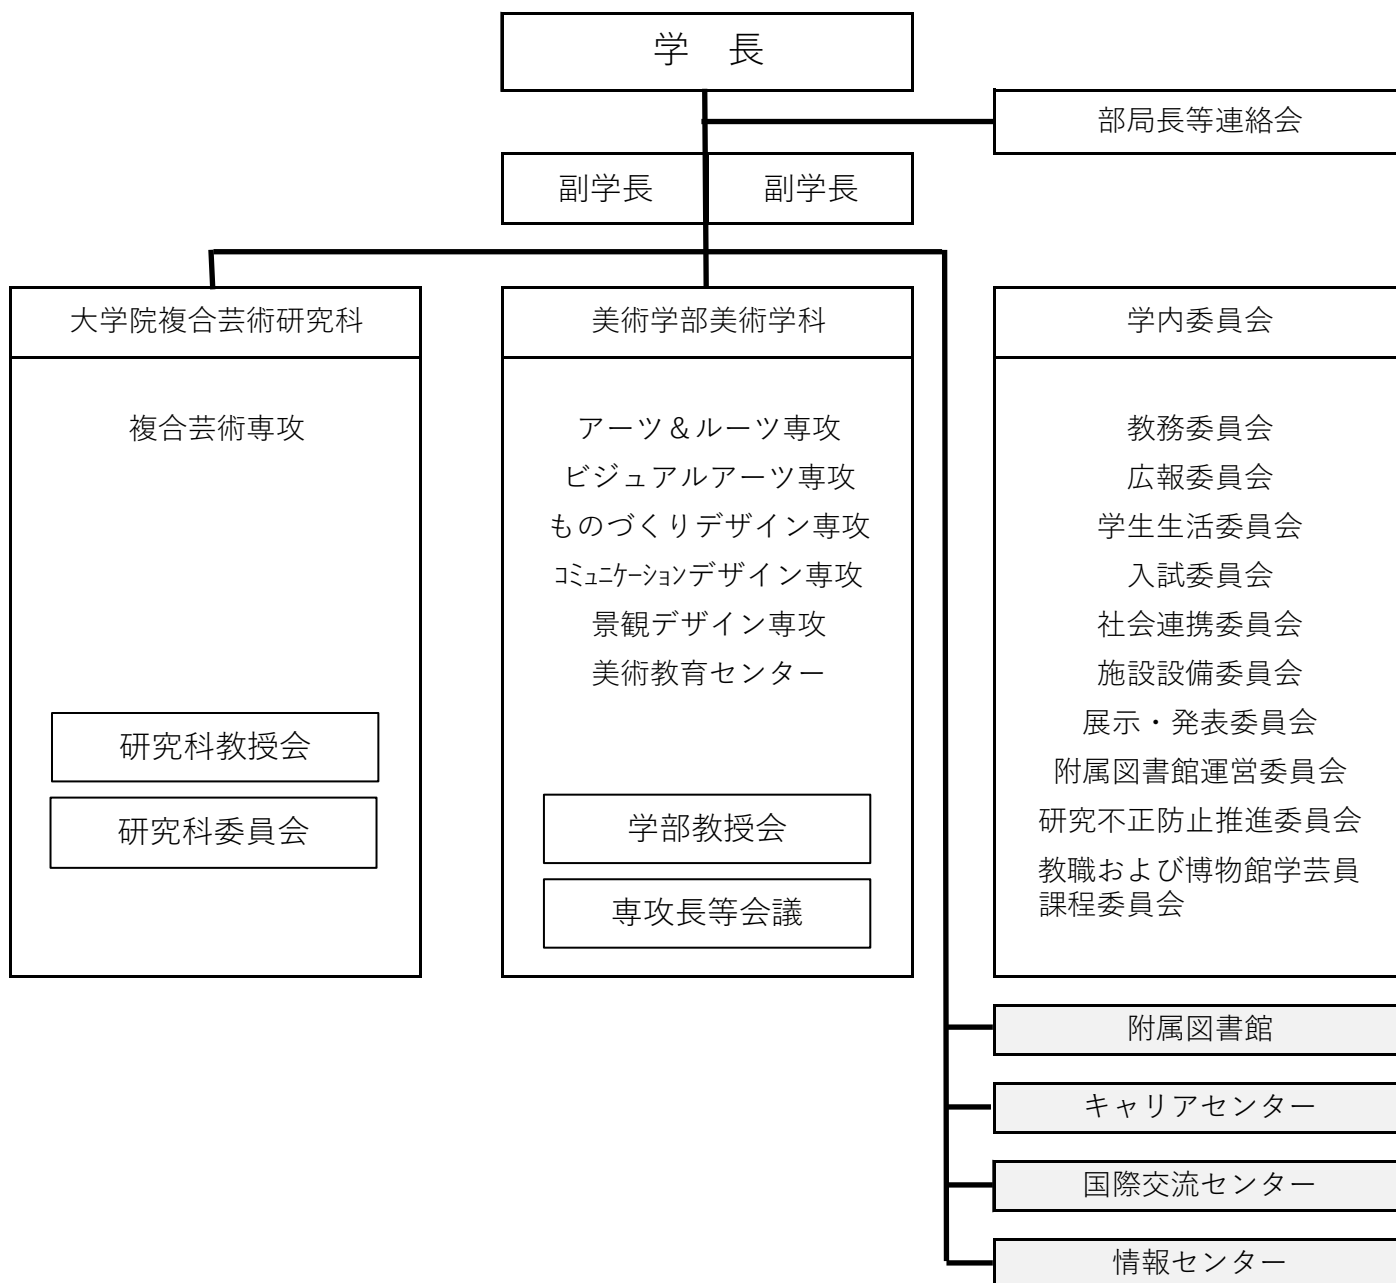 学　長
部局長等連絡会
副学長
副学長
大学院複合芸術研究科
複合芸術専攻
研究科教授会
研究科委員会
美術学部美術学科
アーツ＆ルーツ専攻
ビジュアルアーツ専攻
ものづくりデザイン専攻
ｺﾐｭﾆｹｰｼｮﾝデザイン専攻
景観デザイン専攻
美術教育センター
学部教授会
専攻長等会議
学内委員会
教務委員会
広報委員会
学生生活委員会
入試委員会
社会連携委員会
施設設備委員会
展示・発表委員会
附属図書館運営委員会
研究不正防止推進委員会
教職および博物館学芸員
課程委員会
附属図書館
キャリアセンター
国際交流センター
情報センター